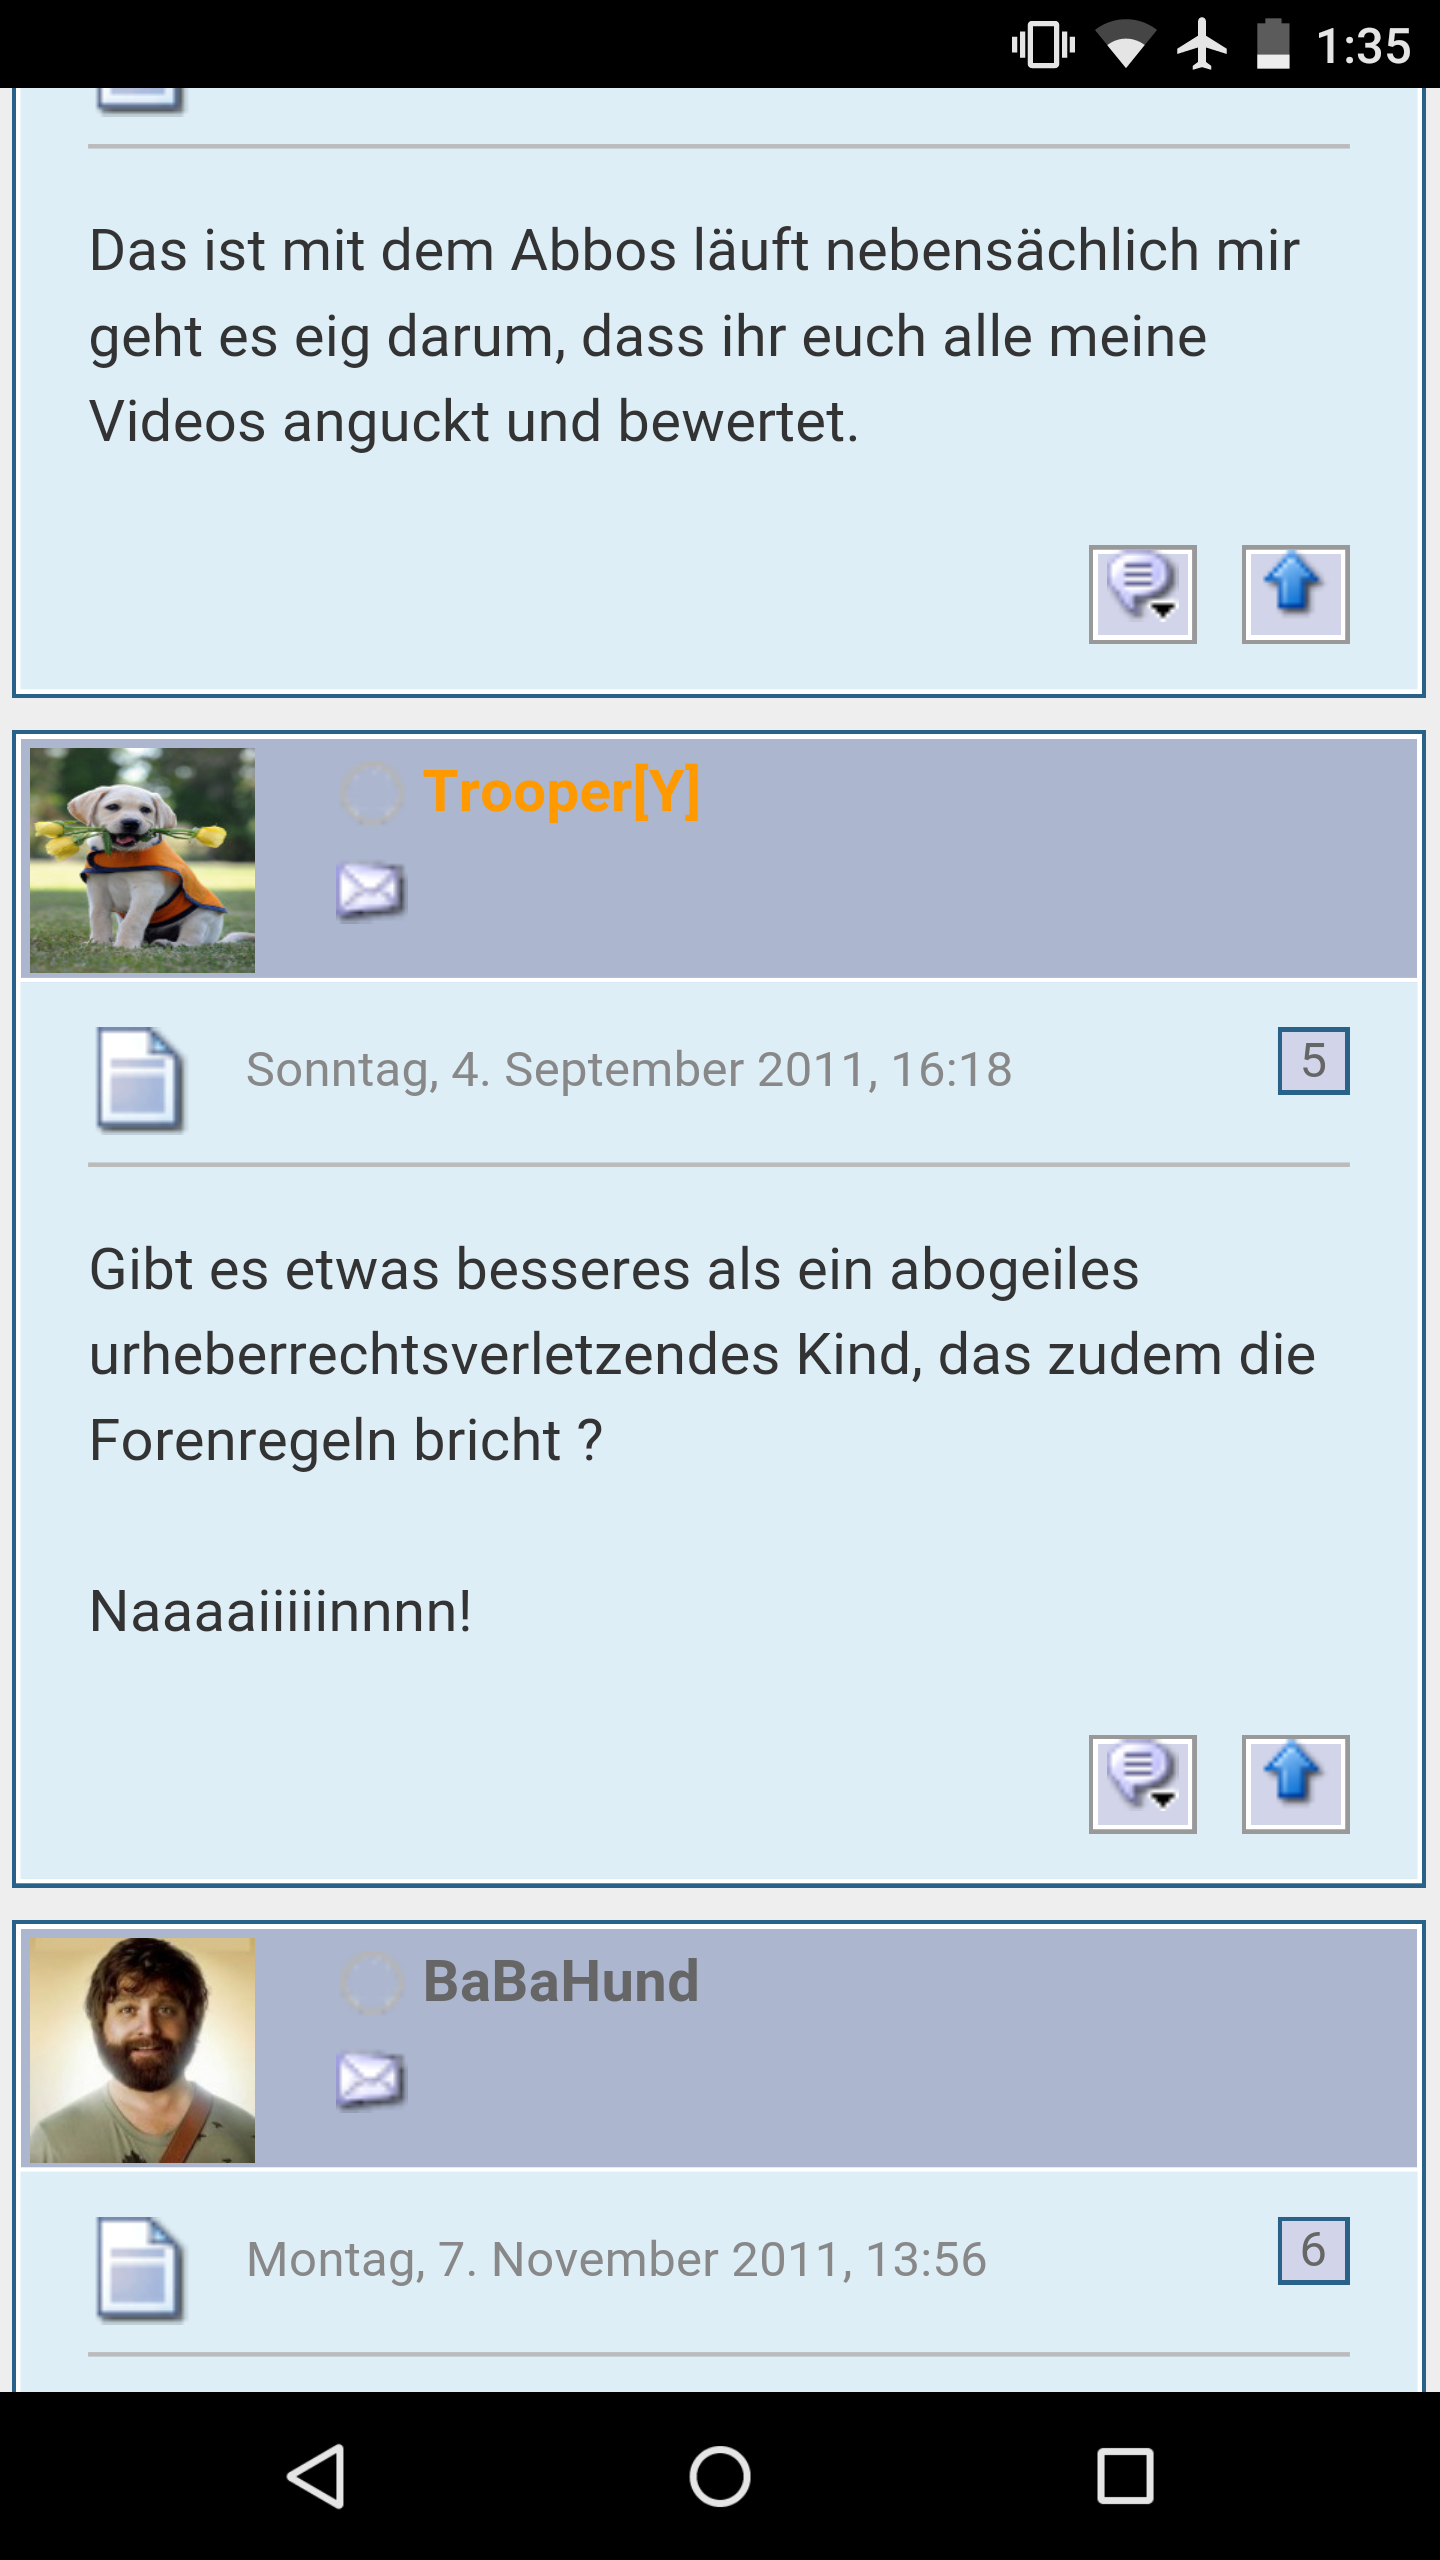 1:35
Das ist mit dem Abbos läuft nebensächlich mir
geht es eig darum, dass ihr euch alle meine
Videos anguckt und bewertet.
Trooper[Y]
Sonntag, 4. September 2011, 16:18
5
Gibt es etwas besseres als ein abogeiles
urheberrechtsverletzendes Kind, das zudem die
Forenregeln bricht ?
Naaaaiiiiinnnn!
BaBaHund
Montag, 7. November 2011, 13:56
6